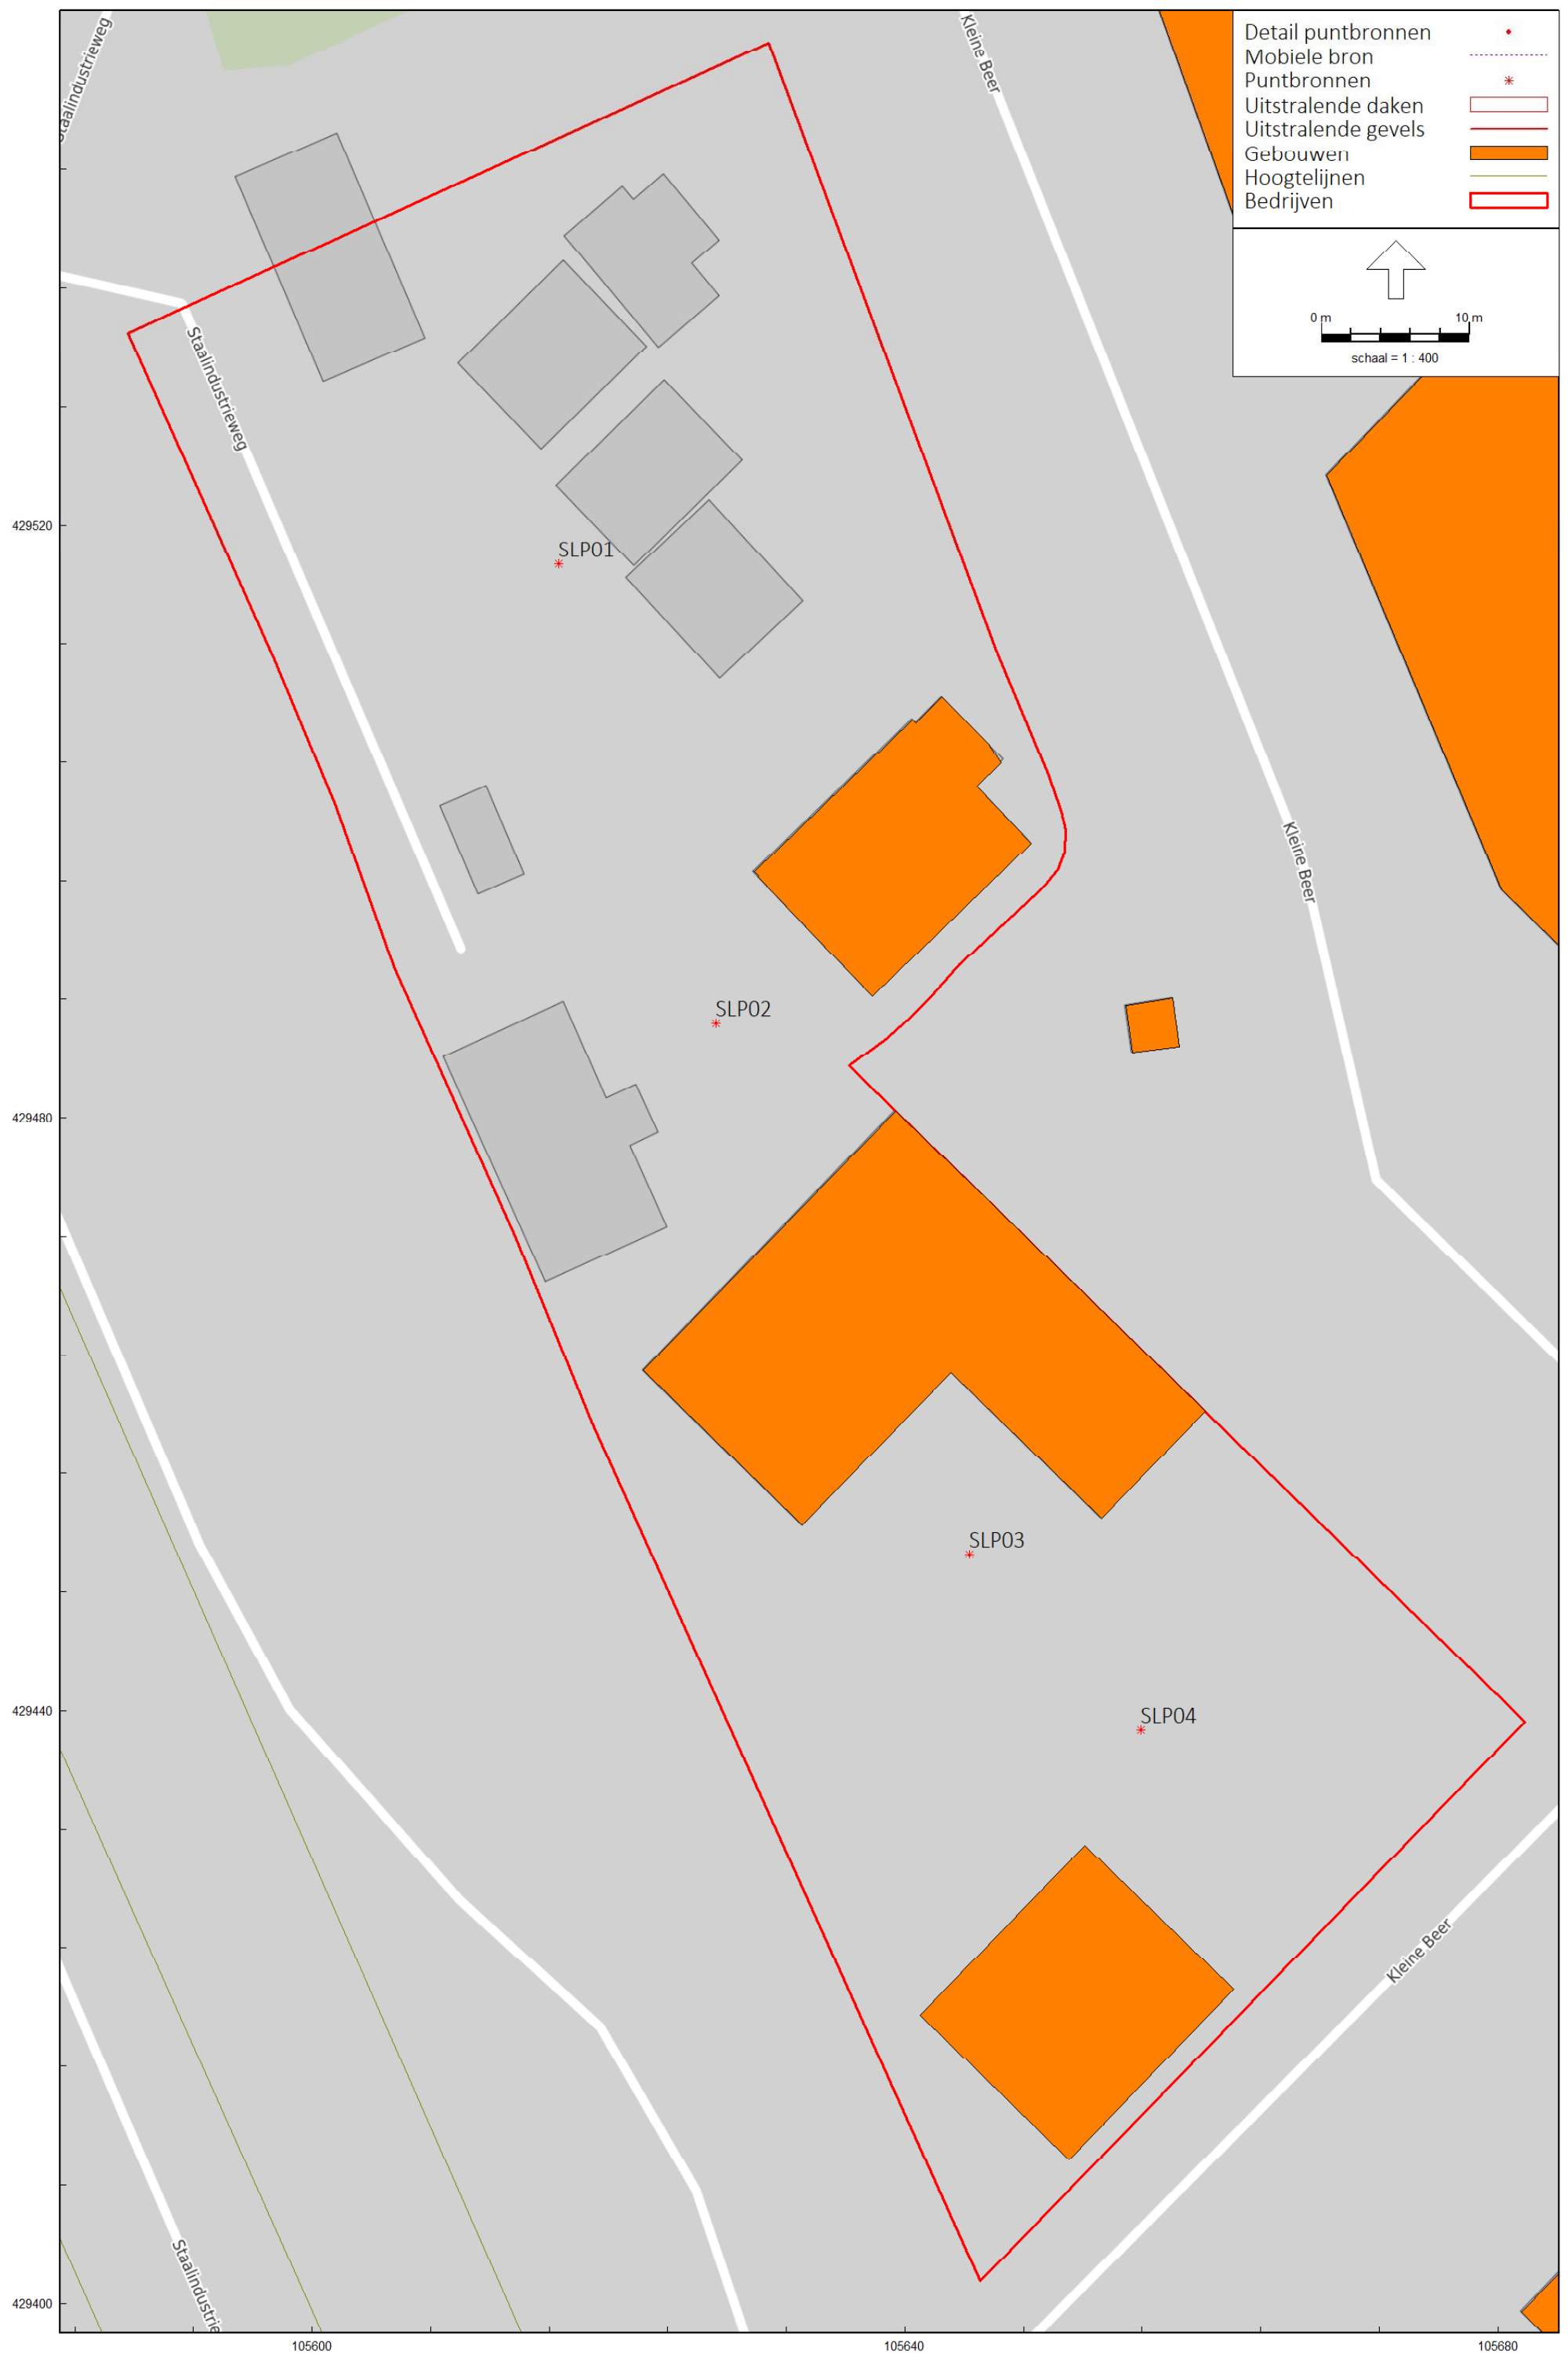 Detail puntbronnen
Mobiele bron
Puntbronnen
Uitstralende daken
Uitstralende gevels
Gebouwen
Hoogtelijnen
Bedrijven
0 m 10 m
schaal = 1 : 400
Staalindustrieweg
Kleine Beer
Staalindustrieweg
429520
SLP01
Kleine Beer
SLP02
429480
SLP03
429440
SLP04
Kleine Beer
Staalindustrie
429400
105600 105640 105680